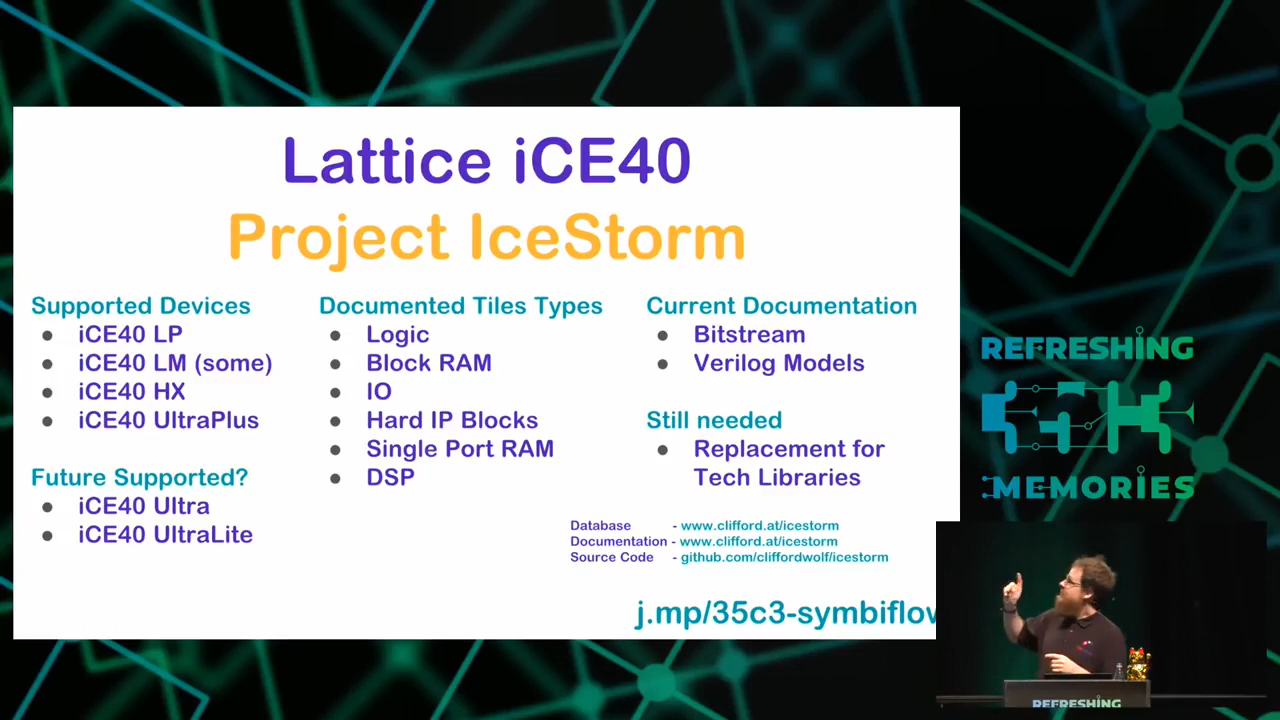 Lattice iCE40
Project IceStorm
Supported Devices
● iCE40 LP
● iCE40 LM (some)
● iCE40 HX
● iCE40 UltraPlus
Future Supported?
● iCE40 Ultra
● iCE40 UltraLite
Documented Tiles Types
● Logic
● Block RAM
● IO
● Hard IP Blocks
● Single Port RAM
● DSP
Current Documentation
● Bitstream
● Verilog Models
Still needed
● Replacement for
Tech Libraries
Database - www.clifford.at/icestorm
Documentation - www.clifford.at/icestorm
Source Code - github.com/cliffordwolf/icestorm
j.mp/35c3-symbiflow
REFRESHING
35C3
MEMORIES
REFRESHING